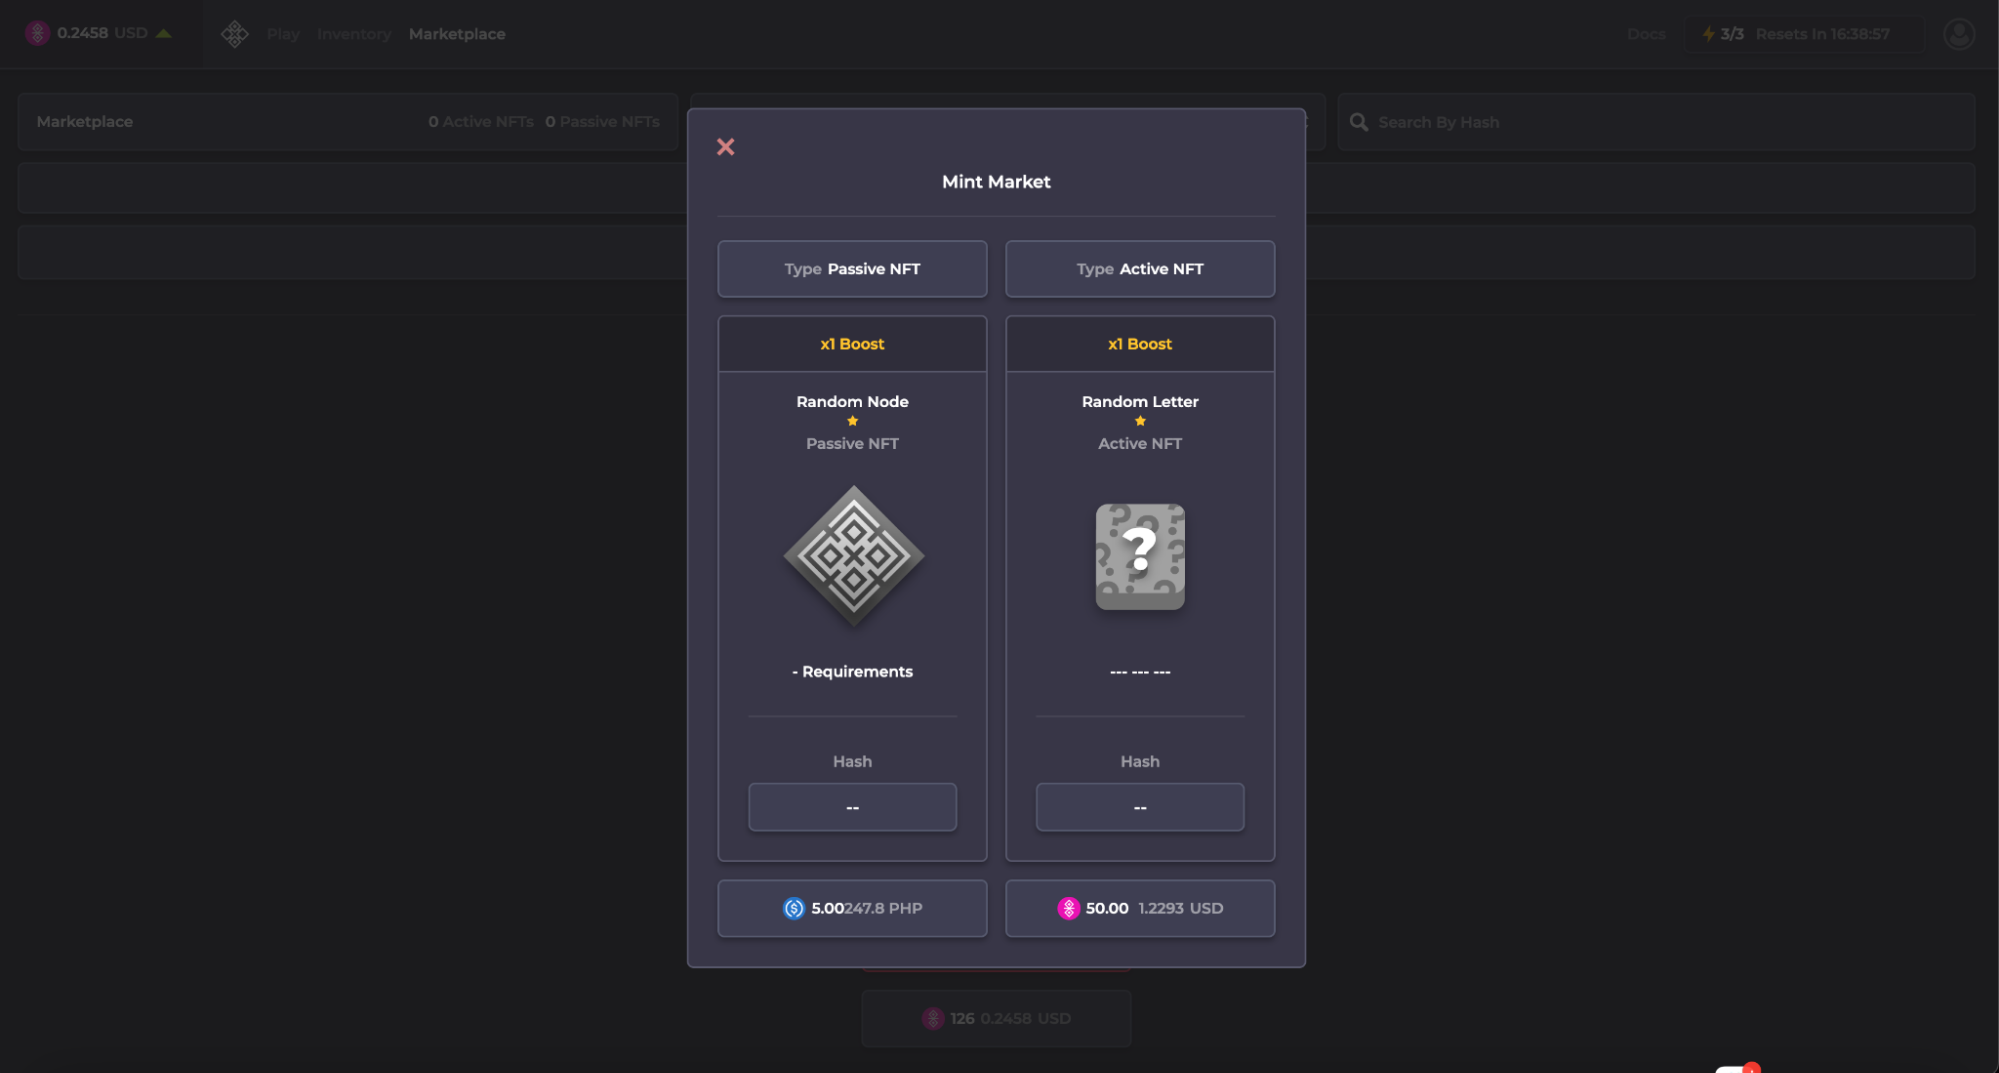 0.2458 USD
Play Inventory Marketplace
Docs
3/3 Resets In 16:38:57
Marketplace
0 Active NFTs 0 Passive NFTs
Search By Hash
Mint Market
Type Passive NFT
Type Active NFT
x1 Boost
x1 Boost
Random Node
Passive NFT
Random Letter
Active NFT
?
- Requirements
--- --- ---
Hash
--
Hash
--
5.00247.8 PHP
50.00 1.2293 USD
126 0.2458 USD